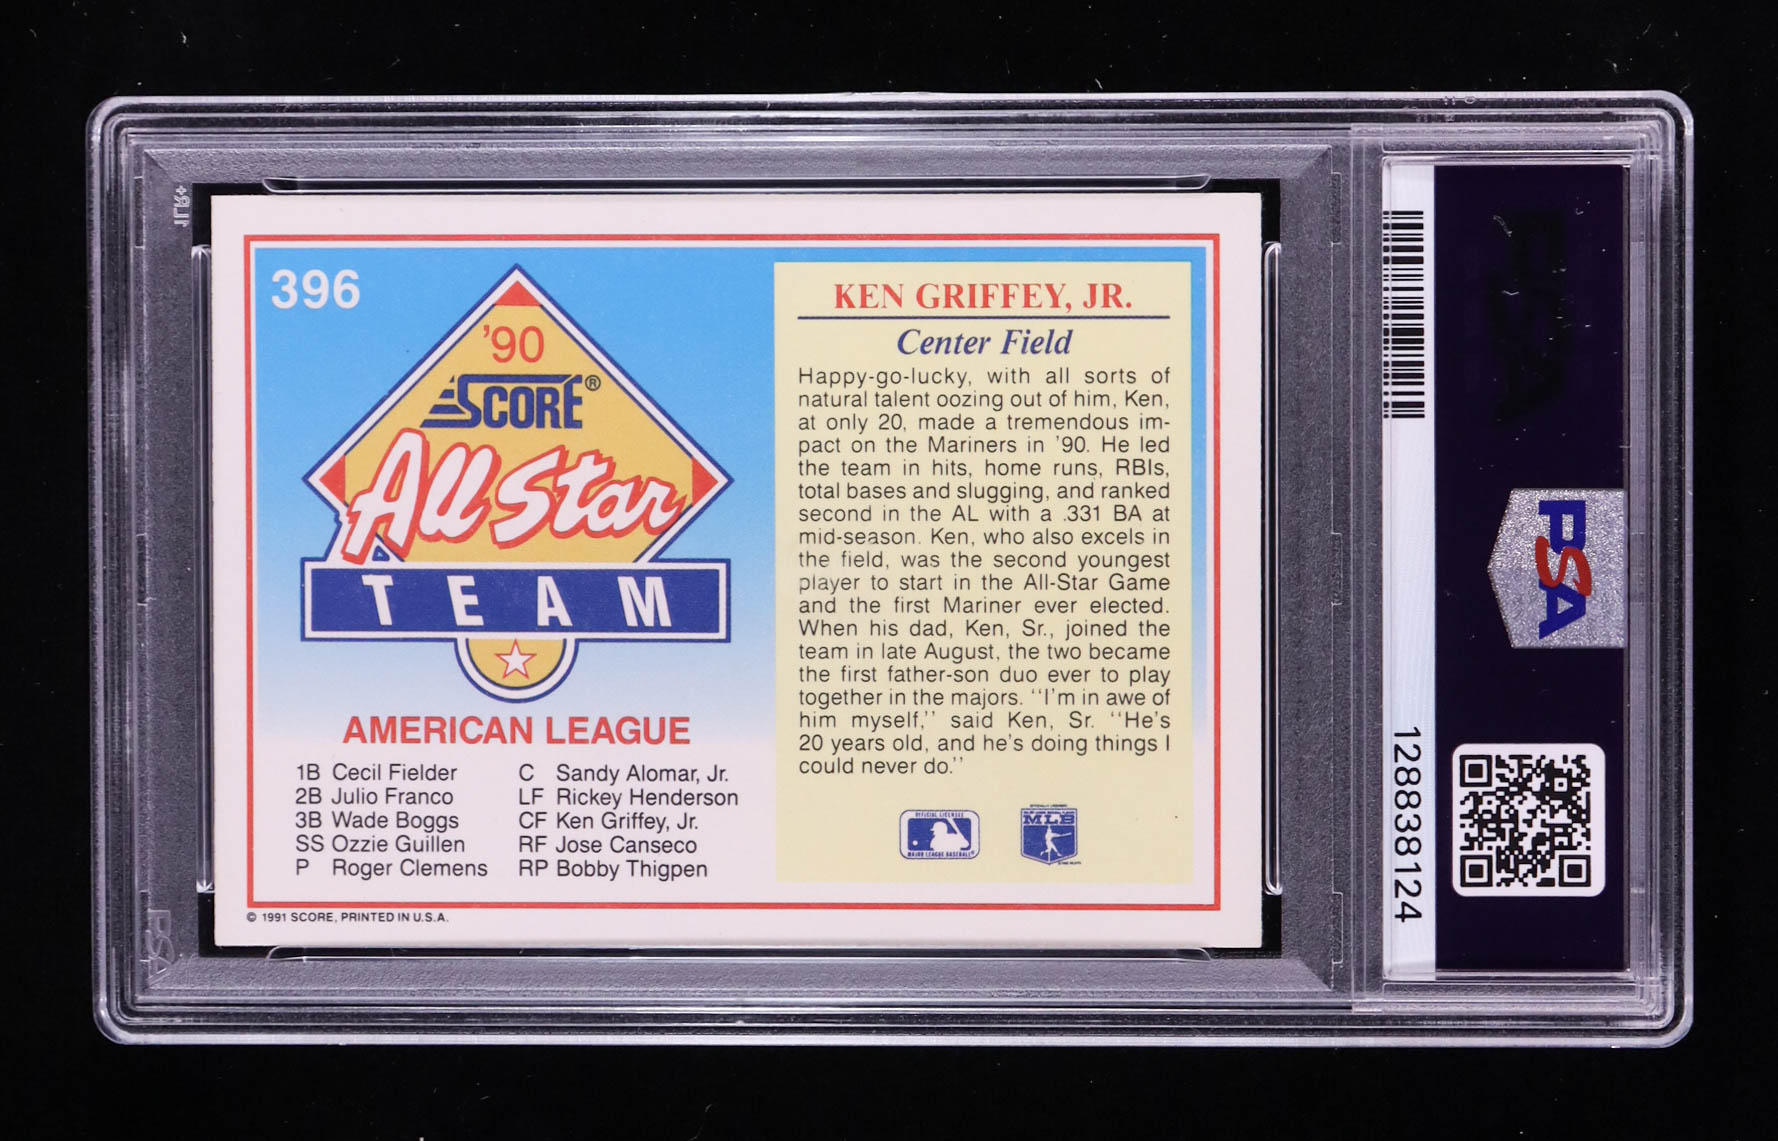 396
'90
SCORE®
All Star
TEAM
AMERICAN LEAGUE
1B Cecil Fielder
2B Julio Franco
3B Wade Boggs
SS Ozzie Guillen
P Roger Clemens
C Sandy Alomar, Jr.
LF Rickey Henderson
CF Ken Griffey, Jr.
RF Jose Canseco
RP Bobby Thigpen
© 1991 SCORE, PRINTED IN U.S.A.
KEN GRIFFEY, JR.
Center Field
Happy-go-lucky, with all sorts of
natural talent oozing out of him, Ken,
at only 20, made a tremendous im-
pact on the Mariners in '90. He led
the team in hits, home runs, RBIs,
total bases and slugging, and ranked
second in the AL with a .331 BA at
mid-season. Ken, who also excels in
the field, was the second youngest
player to start in the All-Star Game
and the first Mariner ever elected.
When his dad, Ken, Sr., joined the
team in late August, the two became
the first father-son duo ever to play
together in the majors. "I'm in awe of
him myself," said Ken, Sr. "He's
20 years old, and he's doing things I
could never do."
OFFICIAL LICENSEE
MAJOR LEAGUE BASEBALL
MLB
PSA
128838124
PSA
JLR+